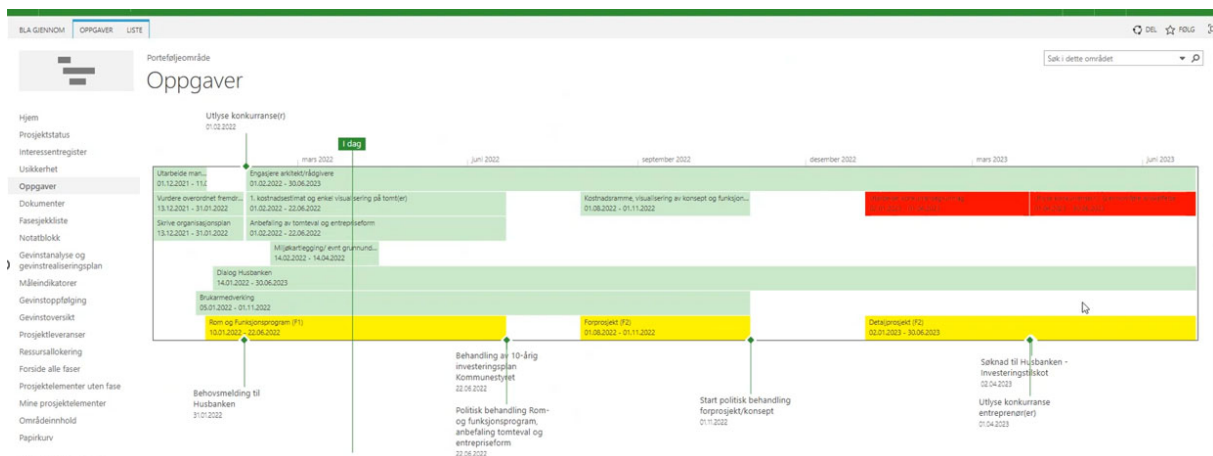 BLA GJENNOM OPPGAVER LISTE
DEL FØLG
Porteføljeområde
Oppgaver
Søk i dette området
Hjem
Prosjektstatus
Interessentregister
Usikkerhet
Oppgaver
Dokumenter
Fasesjekkliste
Notatblokk
Gevinstanalyse og
gevinstrealiseringsplan
Måleindikatorer
Gevinstoppfølging
Gevinstoversikt
Prosjektleveranser
Ressursallokering
Forside alle faser
Prosjektelementer uten fase
Mine prosjektelementer
Områdeinnhold
Papirkurv
Utlyse konkurranse(r)
01.02.2022
I dag
mars 2022 juni 2022 september 2022 desember 2022 mars 2023 juni 2023
Utarbeide man...
01.12.2021 - 11.0
Engasjere arkitekt/rådgivere
01.02.2022 - 30.06.2023
Vurdere overordnet fremdr...
13.12.2021 - 31.01.2022
1. kostnadsestimat og enkel visualisering på tomt(er)
01.02.2022 - 22.06.2022
Kostnadsramme, visualisering av konsept og funksjon...
01.08.2022 - 01.11.2022
Skrive organisasjonsplan
13.12.2021 - 31.01.2022
Anbefaling av tomteval og entrepriseform
01.02.2022 - 22.06.2022
Miljøkartlegging/ evnt grunnund...
14.02.2022 - 14.04.2022
Dialog Husbanken
14.01.2022 - 30.06.2023
Brukarmedverking
05.01.2022 - 01.11.2022
Rom og Funksjonsprogram (F1)
10.01.2022 - 22.06.2022
Forprosjekt (F2)
01.08.2022 - 01.11.2022
Detaljprosjekt (F2)
02.01.2023 - 30.06.2023
Behovsmelding til
Husbanken
31.01.2022
Behandling av 10-årig
investeringsplan
Kommunestyret
22.06.2022
Politisk behandling Rom-
og funksjonsprogram,
anbefaling tomteval og
entrepriseform
22.06.2022
Start politisk behandling
forprosjekt/konsept
01.11.2022
Søknad til Husbanken -
Investeringstilskot
02.04.2023
Utlyse konkurranse
entreprenør(er)
01.04.2023